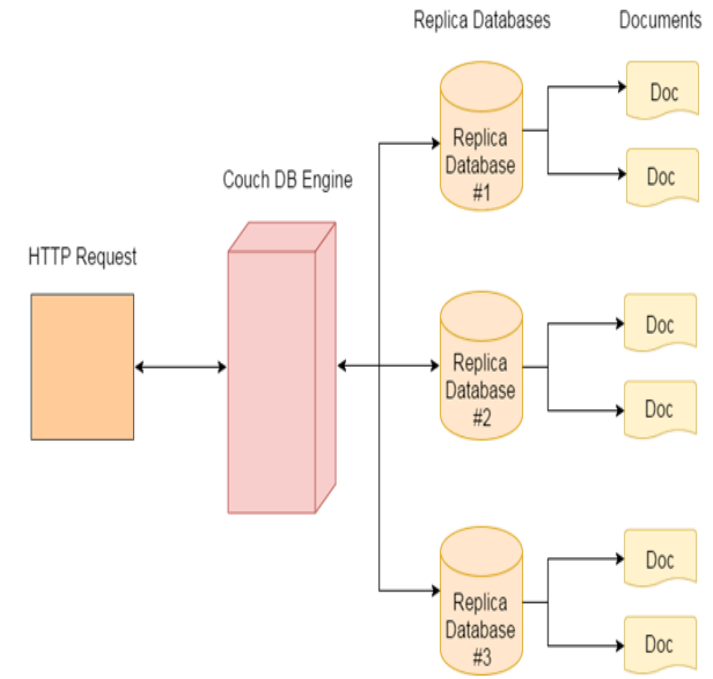 Replica Databases
Documents
Doc
Replica
Database
#1
Doc
Couch DB Engine
HTTP Request
Doc
Replica
Database
#2
Doc
Doc
Replica
Database
#3
Doc